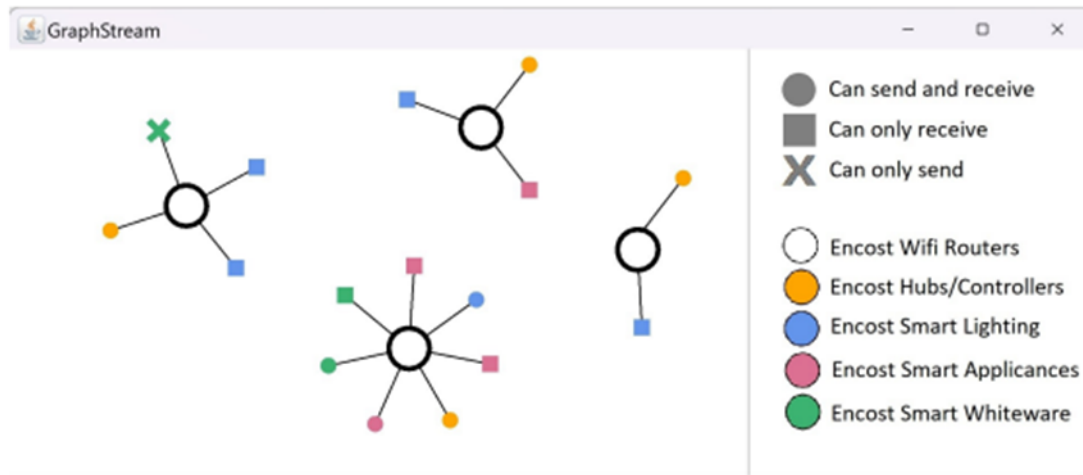 GraphStream
Can send and receive
Can only receive
Can only send
Encost Wifi Routers
Encost Hubs/Controllers
Encost Smart Lighting
Encost Smart Applicances
Encost Smart Whiteware